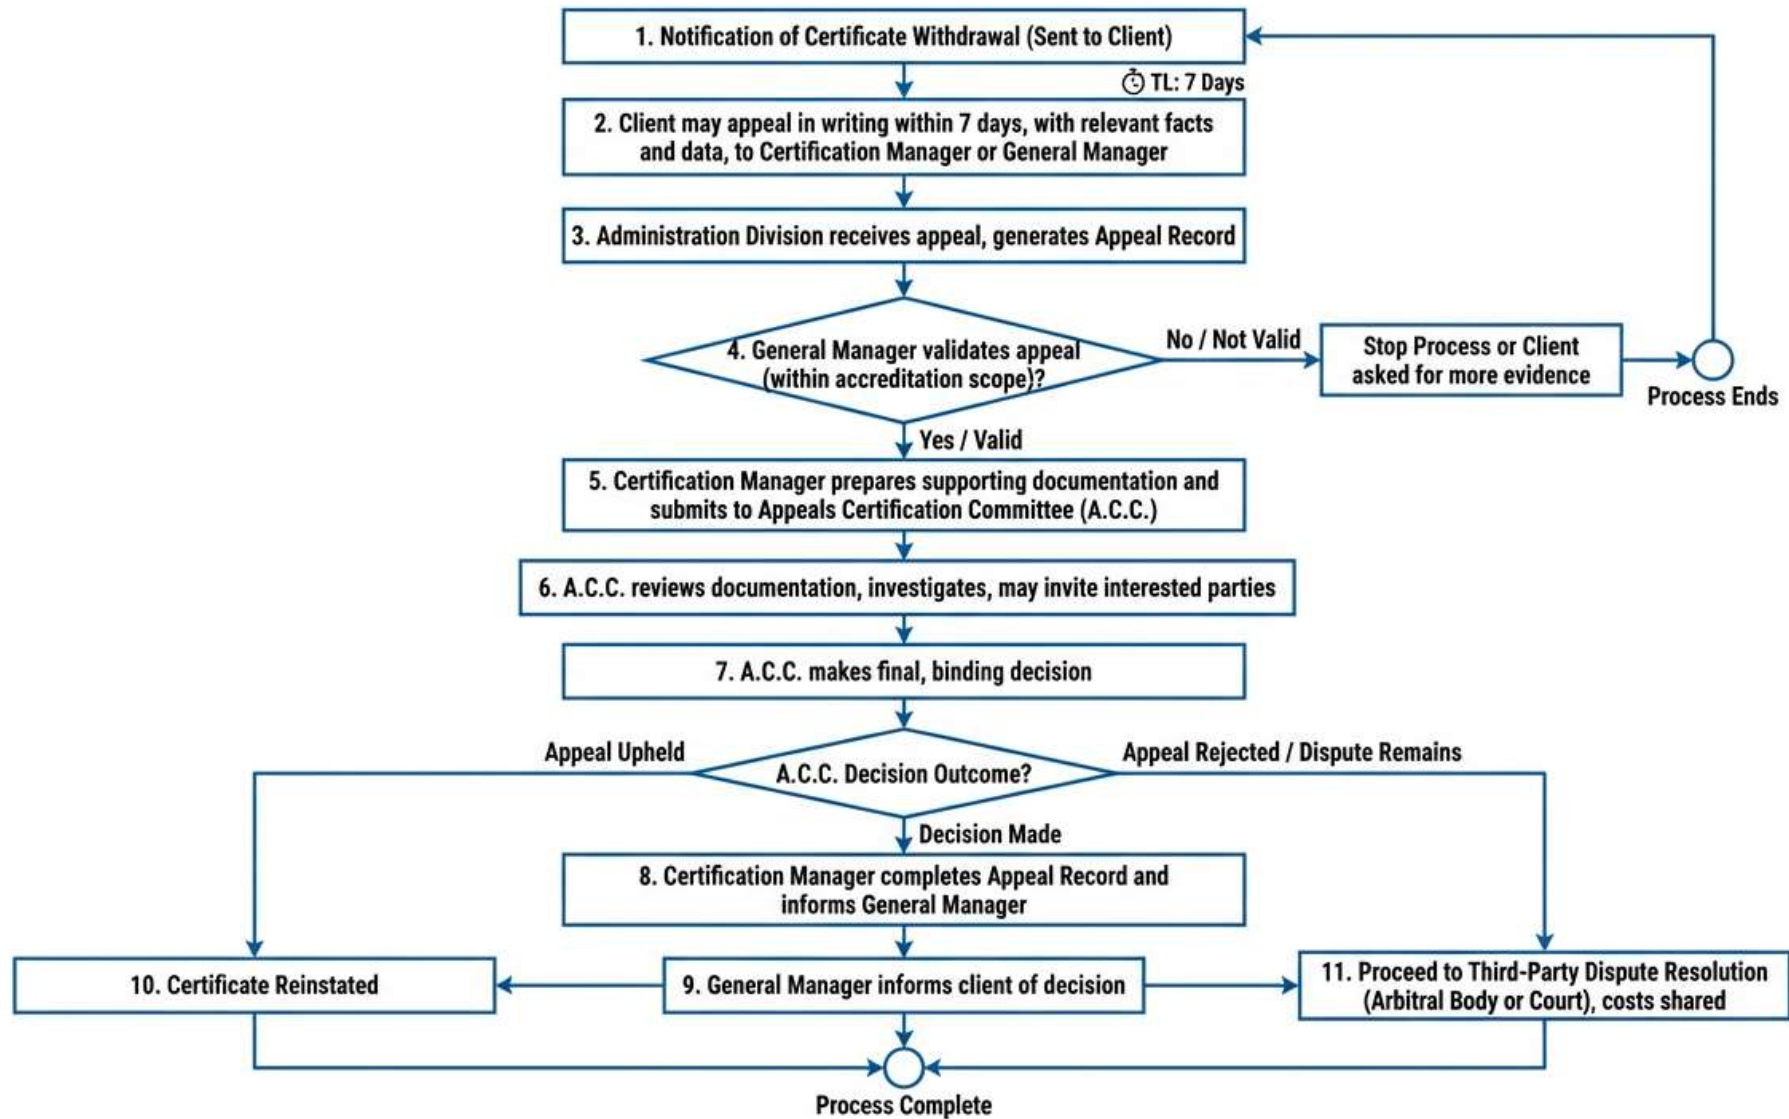 1. Notification of Certificate Withdrawal (Sent to Client)
TL: 7 Days
2. Client may appeal in writing within 7 days, with relevant facts
and data, to Certification Manager or General Manager
3. Administration Division receives appeal, generates Appeal Record
4. General Manager validates appeal
(within accreditation scope)?
No / Not Valid
Stop Process or Client
asked for more evidence
Process Ends
Yes / Valid
5. Certification Manager prepares supporting documentation and
submits to Appeals Certification Committee (A.C.C.)
6. A.C.C. reviews documentation, investigates, may invite interested parties
7. A.C.C. makes final, binding decision
Appeal Upheld
A.C.C. Decision Outcome?
Appeal Rejected / Dispute Remains
Decision Made
8. Certification Manager completes Appeal Record and
informs General Manager
10. Certificate Reinstated
9. General Manager informs client of decision
11. Proceed to Third-Party Dispute Resolution
(Arbitral Body or Court), costs shared
Process Complete